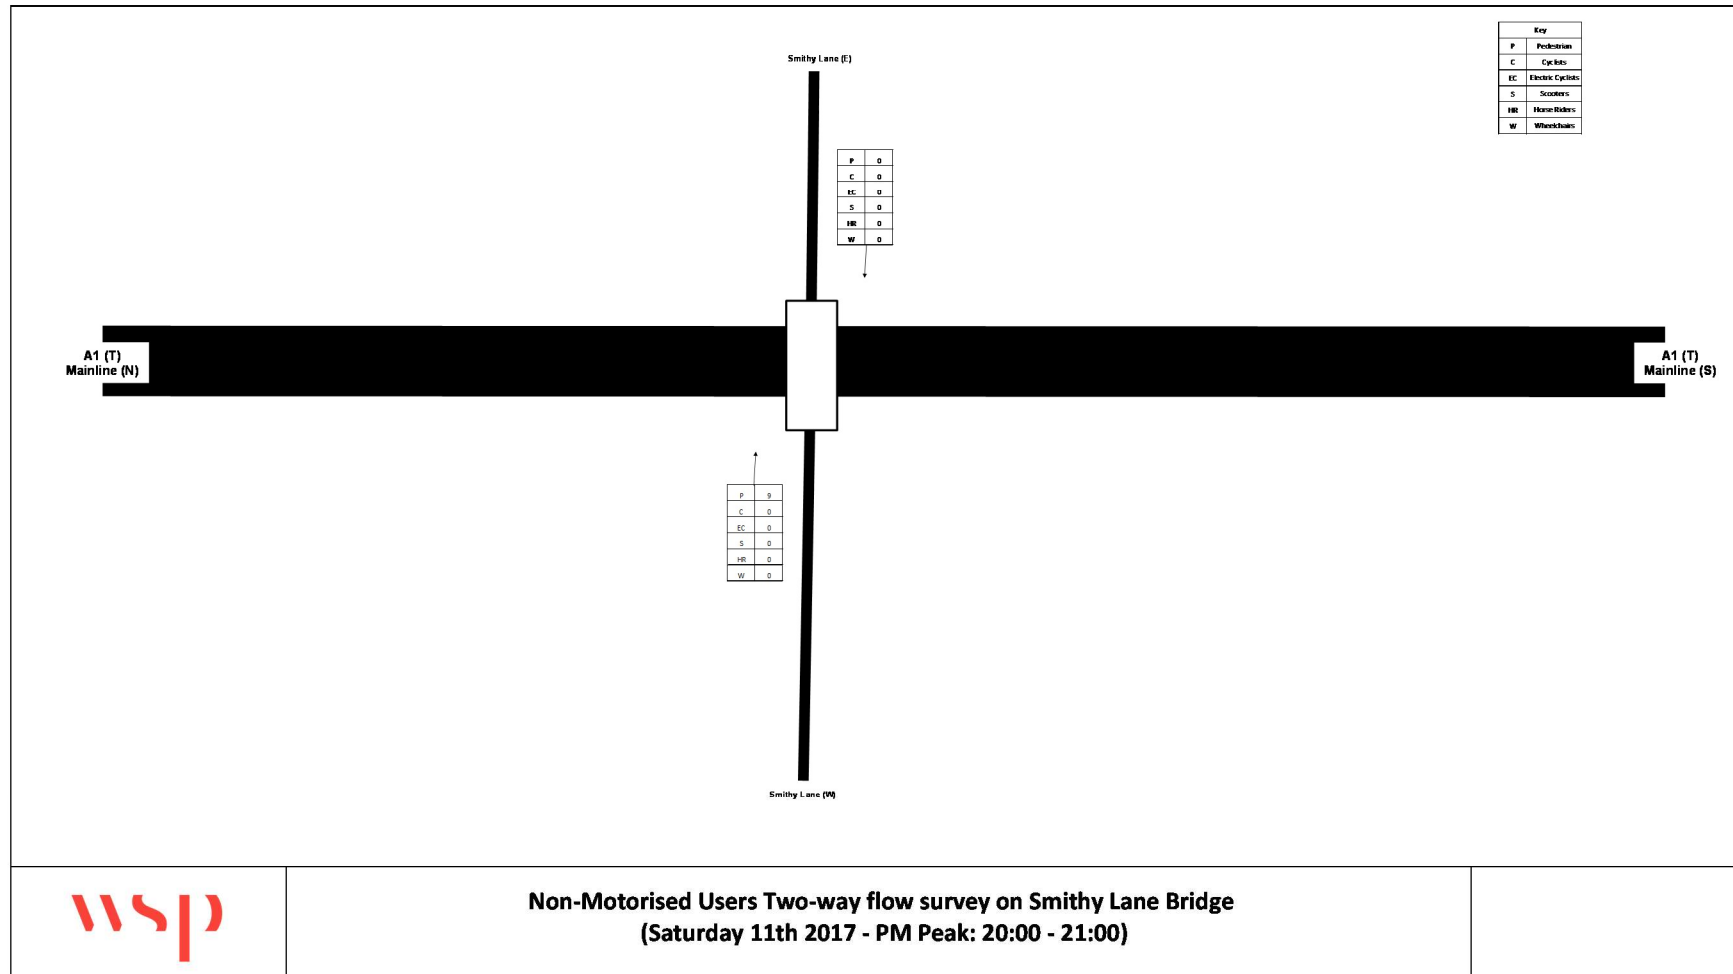 Smithy Lane (E)
Key
P Pedestrian
C Cyclists
EC Electric Cyclists
S Scooters
HR Horse Riders
W Wheelchairs
P 0
C 0
EC 0
S 0
HR 0
W 0
A1 (T)
Mainline (N)
A1 (T)
Mainline (S)
P 9
C 0
EC 0
S 0
HR 0
W 0
Smithy Lane (W)
wsp
Non-Motorised Users Two-way flow survey on Smithy Lane Bridge
(Saturday 11th 2017 - PM Peak: 20:00 - 21:00)